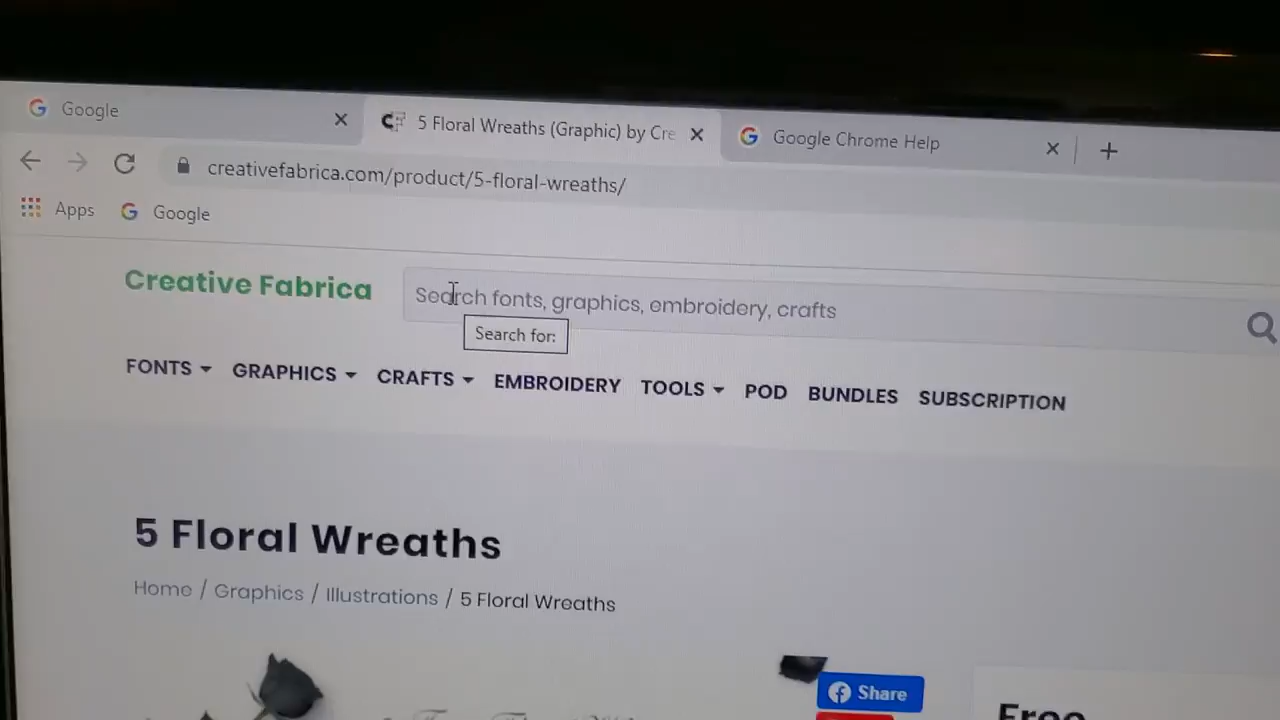 Google
5 Floral Wreaths (Graphic) by Cre
Google Chrome Help
creativefabrica.com/product/5-floral-wreaths/
Apps Google
Creative Fabrica
Search fonts, graphics, embroidery, crafts
Search for:
FONTS GRAPHICS CRAFTS EMBROIDERY TOOLS POD BUNDLES SUBSCRIPTION
5 Floral Wreaths
Home / Graphics / Illustrations / 5 Floral Wreaths
Share
Free